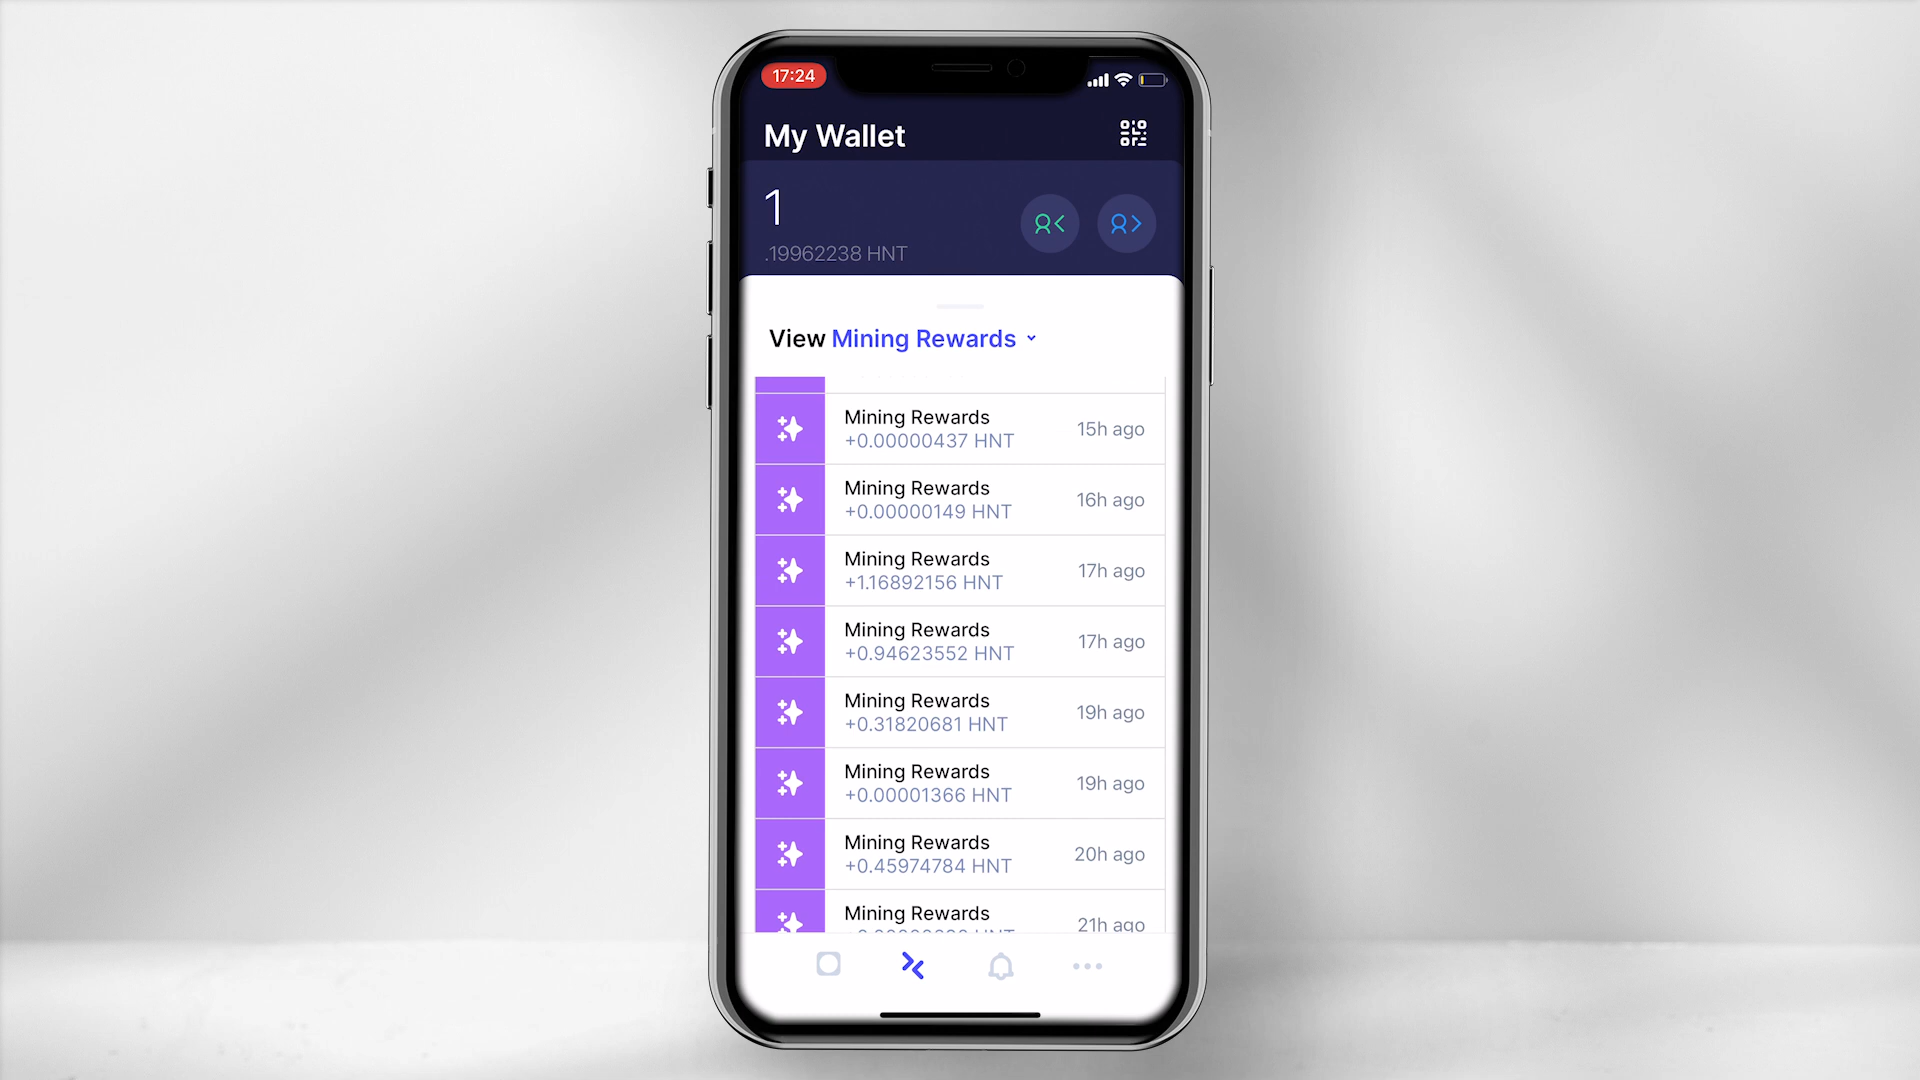 17:24
My Wallet
1
.19962238 HNT
View Mining Rewards
Mining Rewards
+0.00000437 HNT
15h ago
Mining Rewards
+0.00000149 HNT
16h ago
Mining Rewards
+1.16892156 HNT
17h ago
Mining Rewards
+0.94623552 HNT
17h ago
Mining Rewards
+0.31820681 HNT
19h ago
Mining Rewards
+0.00001366 HNT
19h ago
Mining Rewards
+0.45974784 HNT
20h ago
Mining Rewards
21h ago